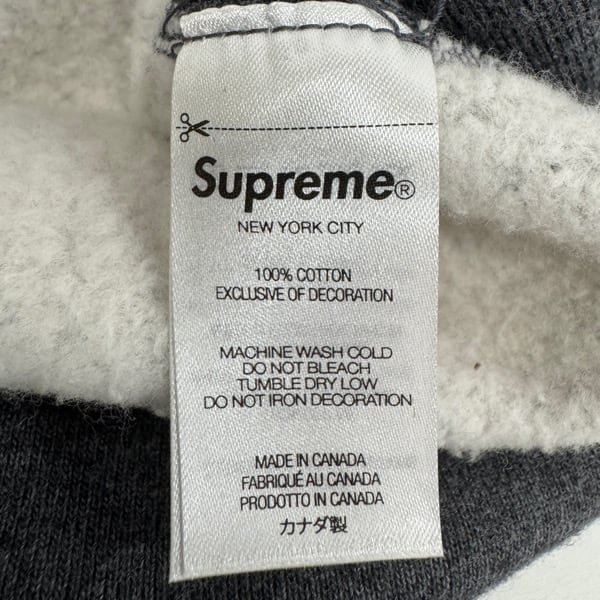 Supreme®
NEW YORK CITY
100% COTTON
EXCLUSIVE OF DECORATION
MACHINE WASH COLD
DO NOT BLEACH
TUMBLE DRY LOW
DO NOT IRON DECORATION
MADE IN CANADA
FABRIQUÉ AU CANADA
PRODOTTO IN CANADA
カナダ製